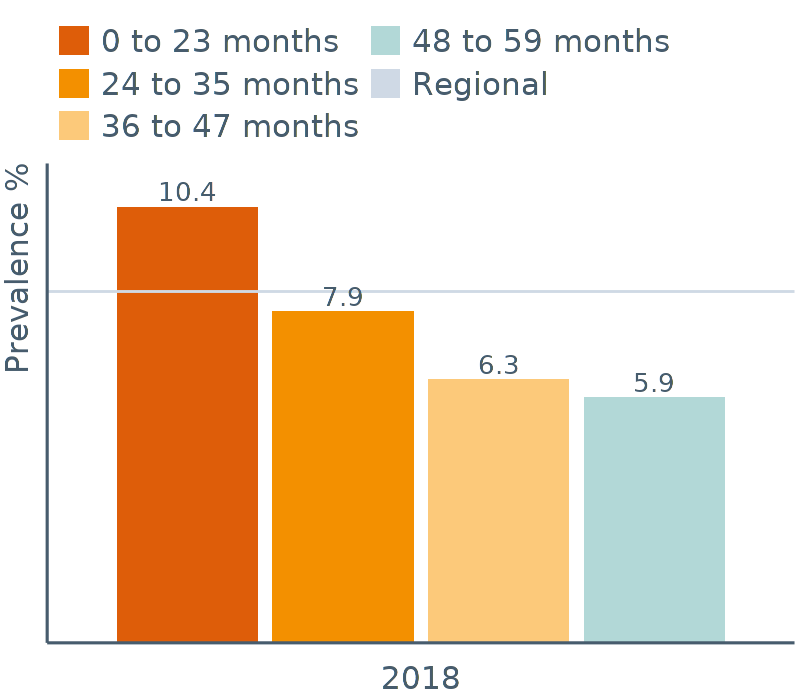 0 to 23 months
24 to 35 months
36 to 47 months
48 to 59 months
Regional
Prevalence %
10.4
7.9
6.3
5.9
2018